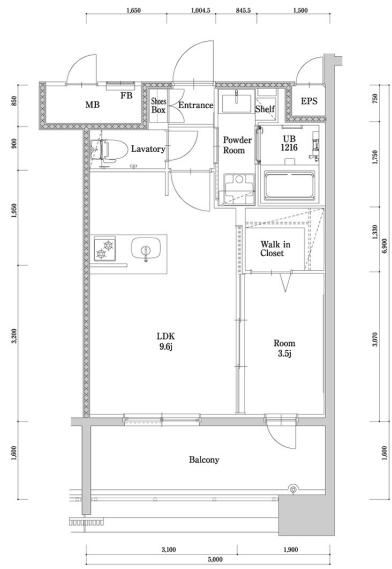 1,650
1,004.5
845.5
1,500
850
900
1,950
3,200
1,600
MB
FB
Shoes
Box
Entrance
Shelf
EPS
Lavatory
Powder
Room
UB
1216
Walk in
Closet
LDK
9.6j
Room
3.5j
Balcony
750
1,750
1,330
6,900
3,070
1,600
3,100
1,900
5,000